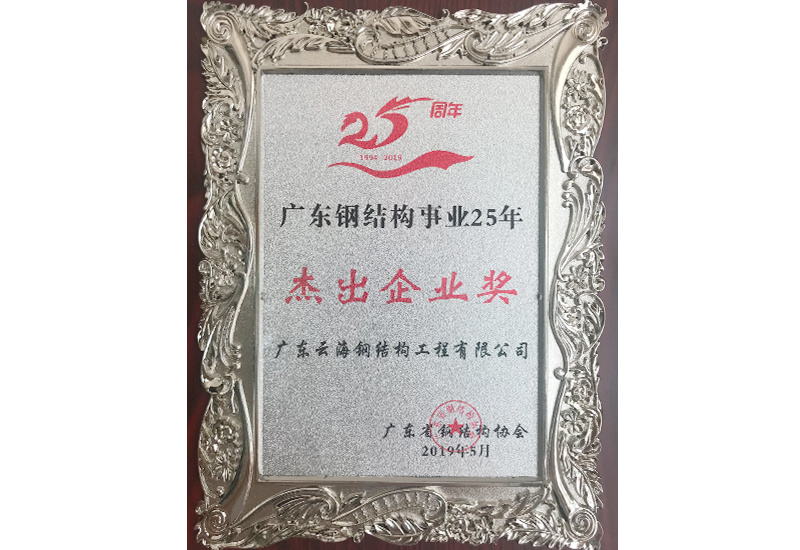 25周年
1994 2019
广东钢结构事业25年
杰出企业奖
广东云海钢结构工程有限公司
广东省钢结构协会
2019年5月